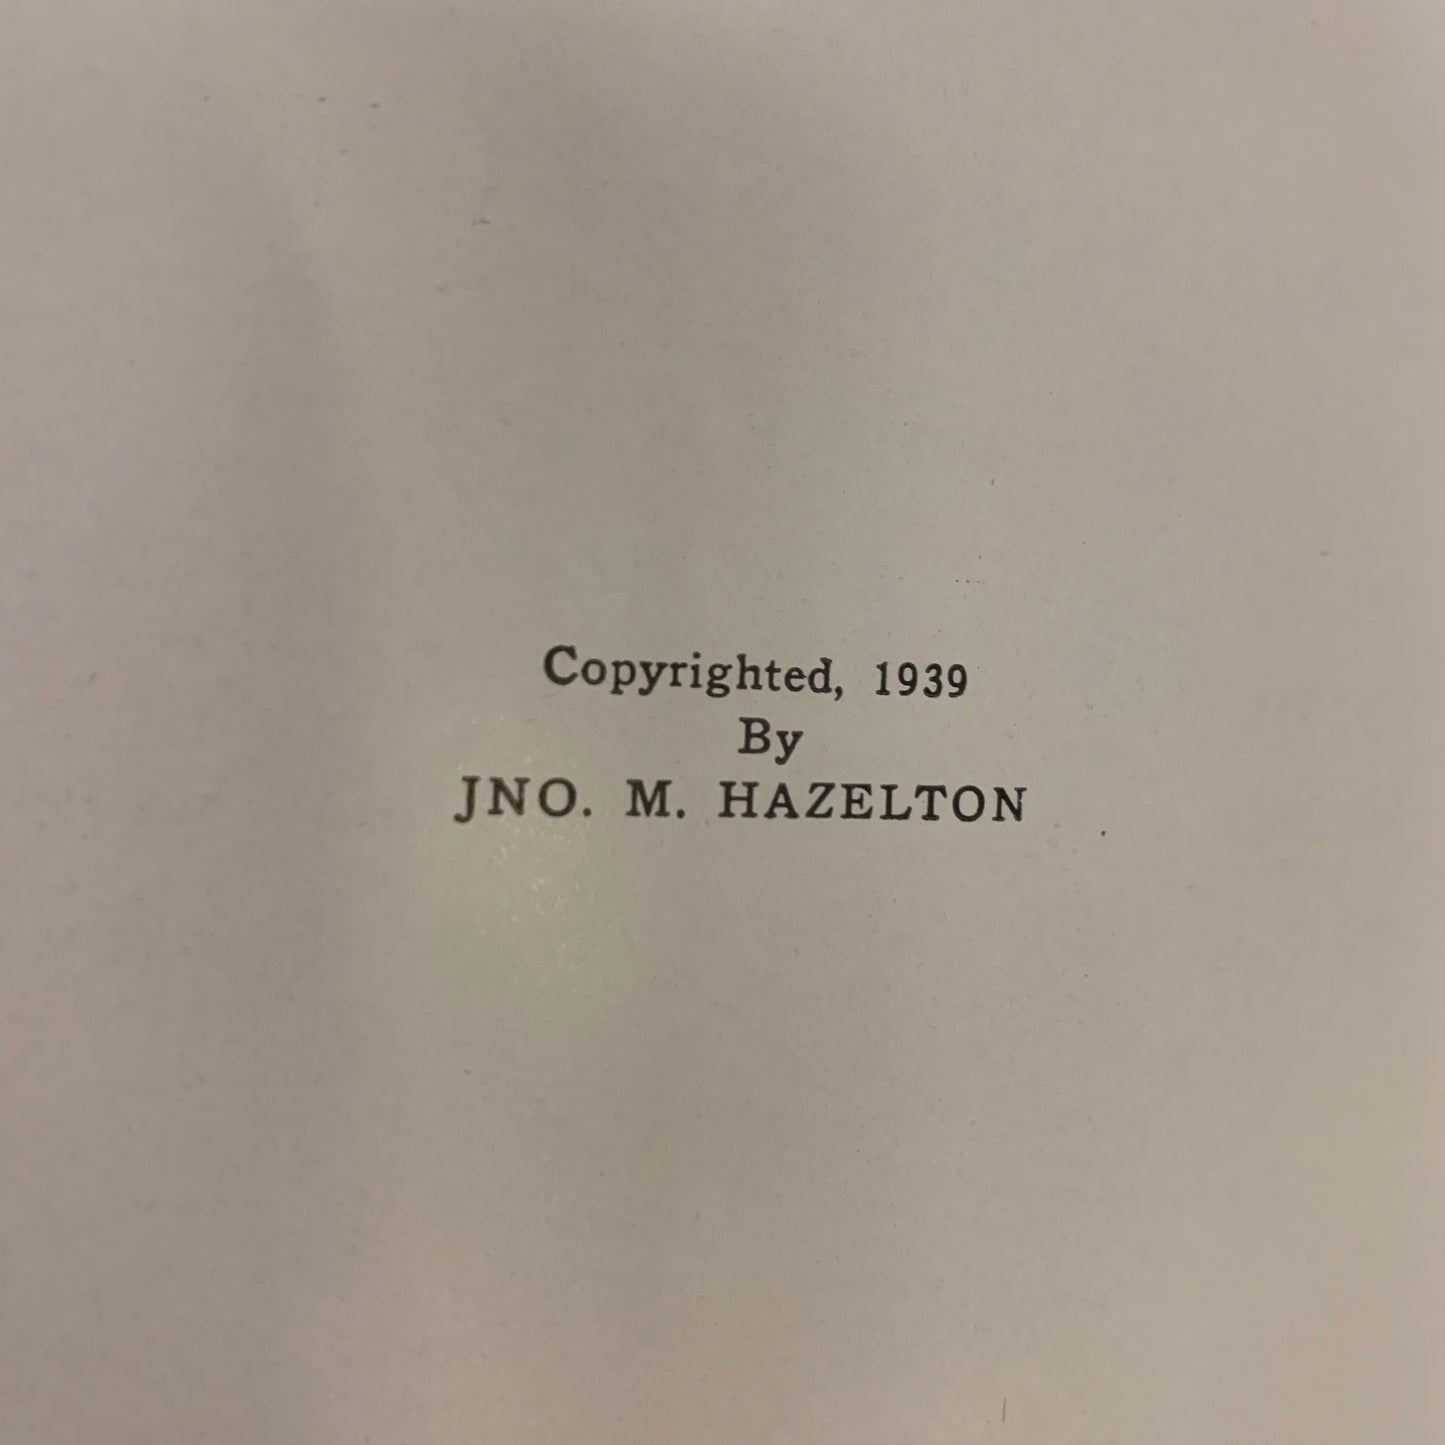 Copyrighted, 1939
By
JNO. M. HAZELTON